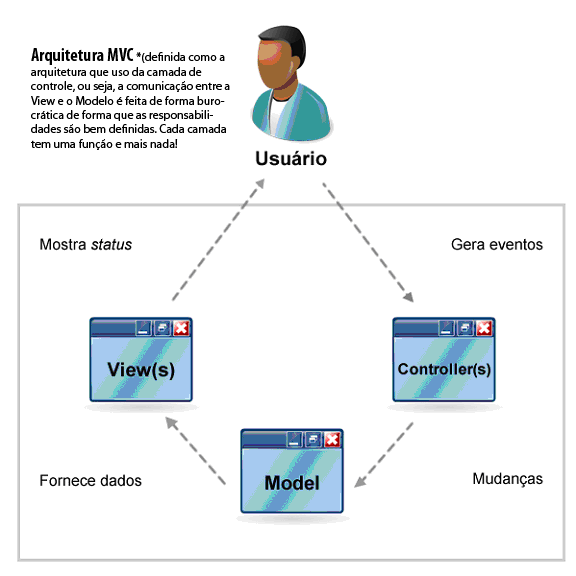 Arquitetura MVC *(definida como a
arquitetura que uso da camada de
controle, ou seja, a comunicação entre a
View e o Modelo é feita de forma buro-
crática de forma que as responsabili-
dades são bem definidas. Cada camada
tem uma função e mais nada!
Usuário
Mostra status
Gera eventos
View(s)
Controller(s)
Model
Fornece dados
Mudanças